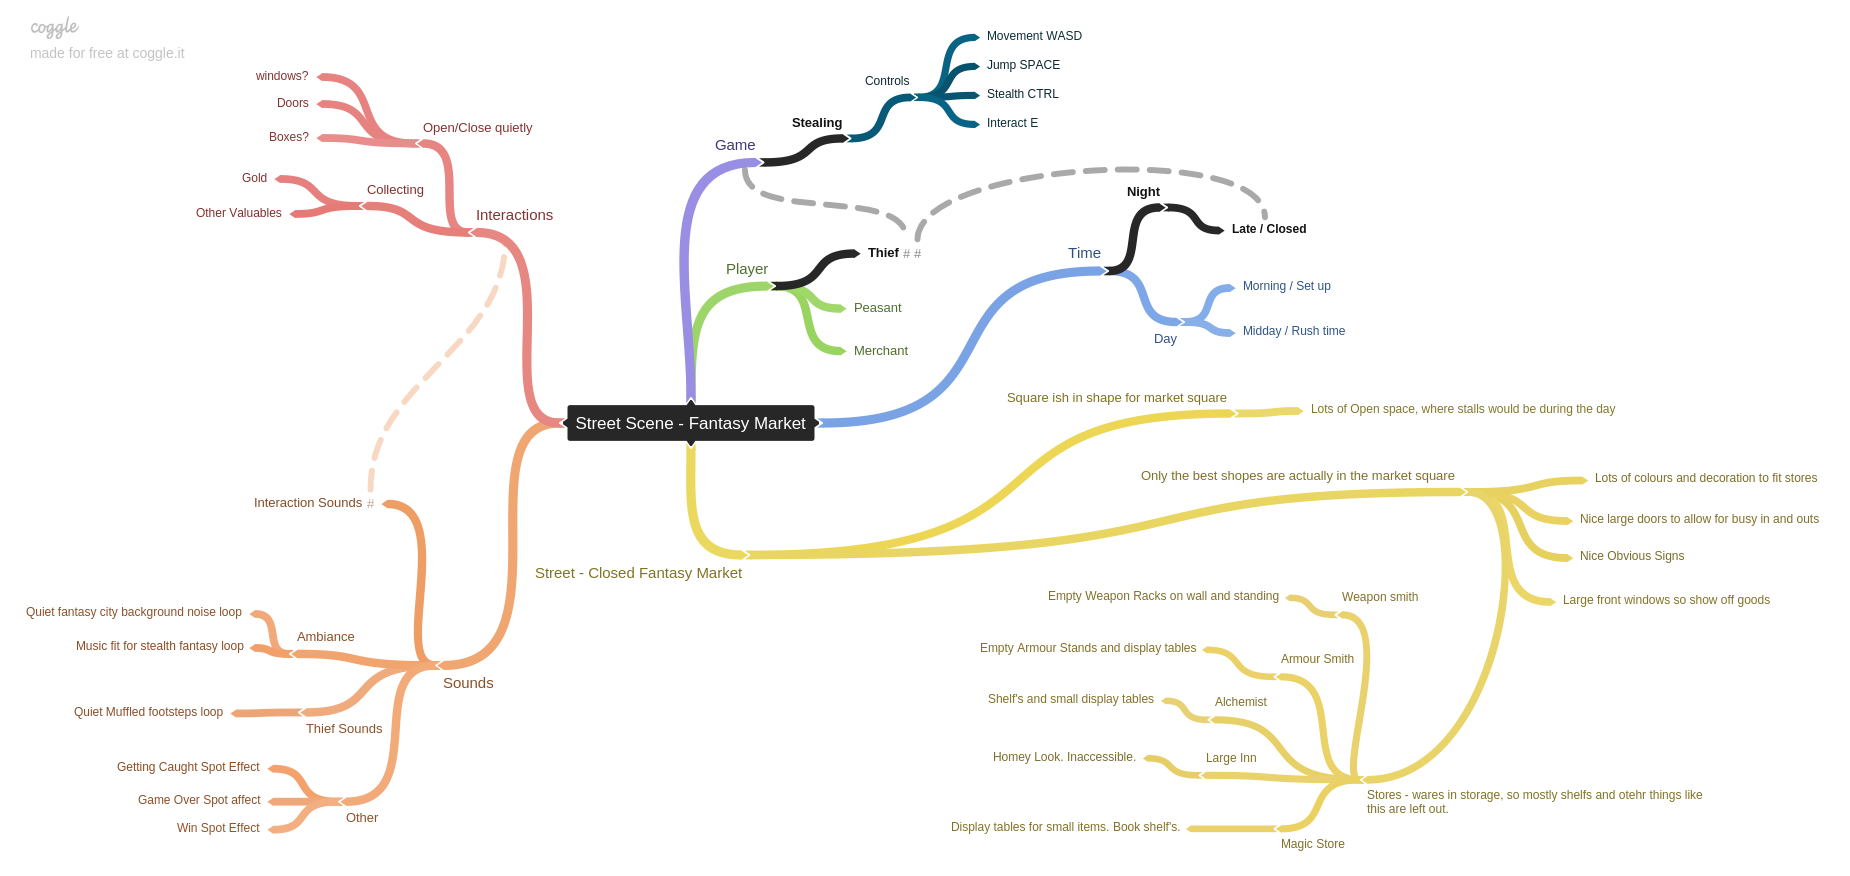 coggle
made for free at coggle.it
windows?
Doors
Boxes?
Open/Close quietly
Gold
Other Valuables
Collecting
Interactions
Game
Stealing
Controls
Movement WASD
Jump SPACE
Stealth CTRL
Interact E
Player
Thief # #
Peasant
Merchant
Time
Night
Late / Closed
Day
Morning / Set up
Midday / Rush time
Street Scene - Fantasy Market
Square ish in shape for market square
Lots of Open space, where stalls would be during the day
Only the best shopes are actually in the market square
Lots of colours and decoration to fit stores
Nice large doors to allow for busy in and outs
Nice Obvious Signs
Large front windows so show off goods
Street - Closed Fantasy Market
Interaction Sounds #
Quiet fantasy city background noise loop
Ambiance
Music fit for stealth fantasy loop
Sounds
Quiet Muffled footsteps loop
Thief Sounds
Getting Caught Spot Effect
Game Over Spot affect
Win Spot Effect
Other
Empty Weapon Racks on wall and standing
Weapon smith
Empty Armour Stands and display tables
Armour Smith
Shelf's and small display tables
Alchemist
Homey Look. Inaccessible.
Large Inn
Stores - wares in storage, so mostly shelfs and otehr things like
this are left out.
Display tables for small items. Book shelf's.
Magic Store